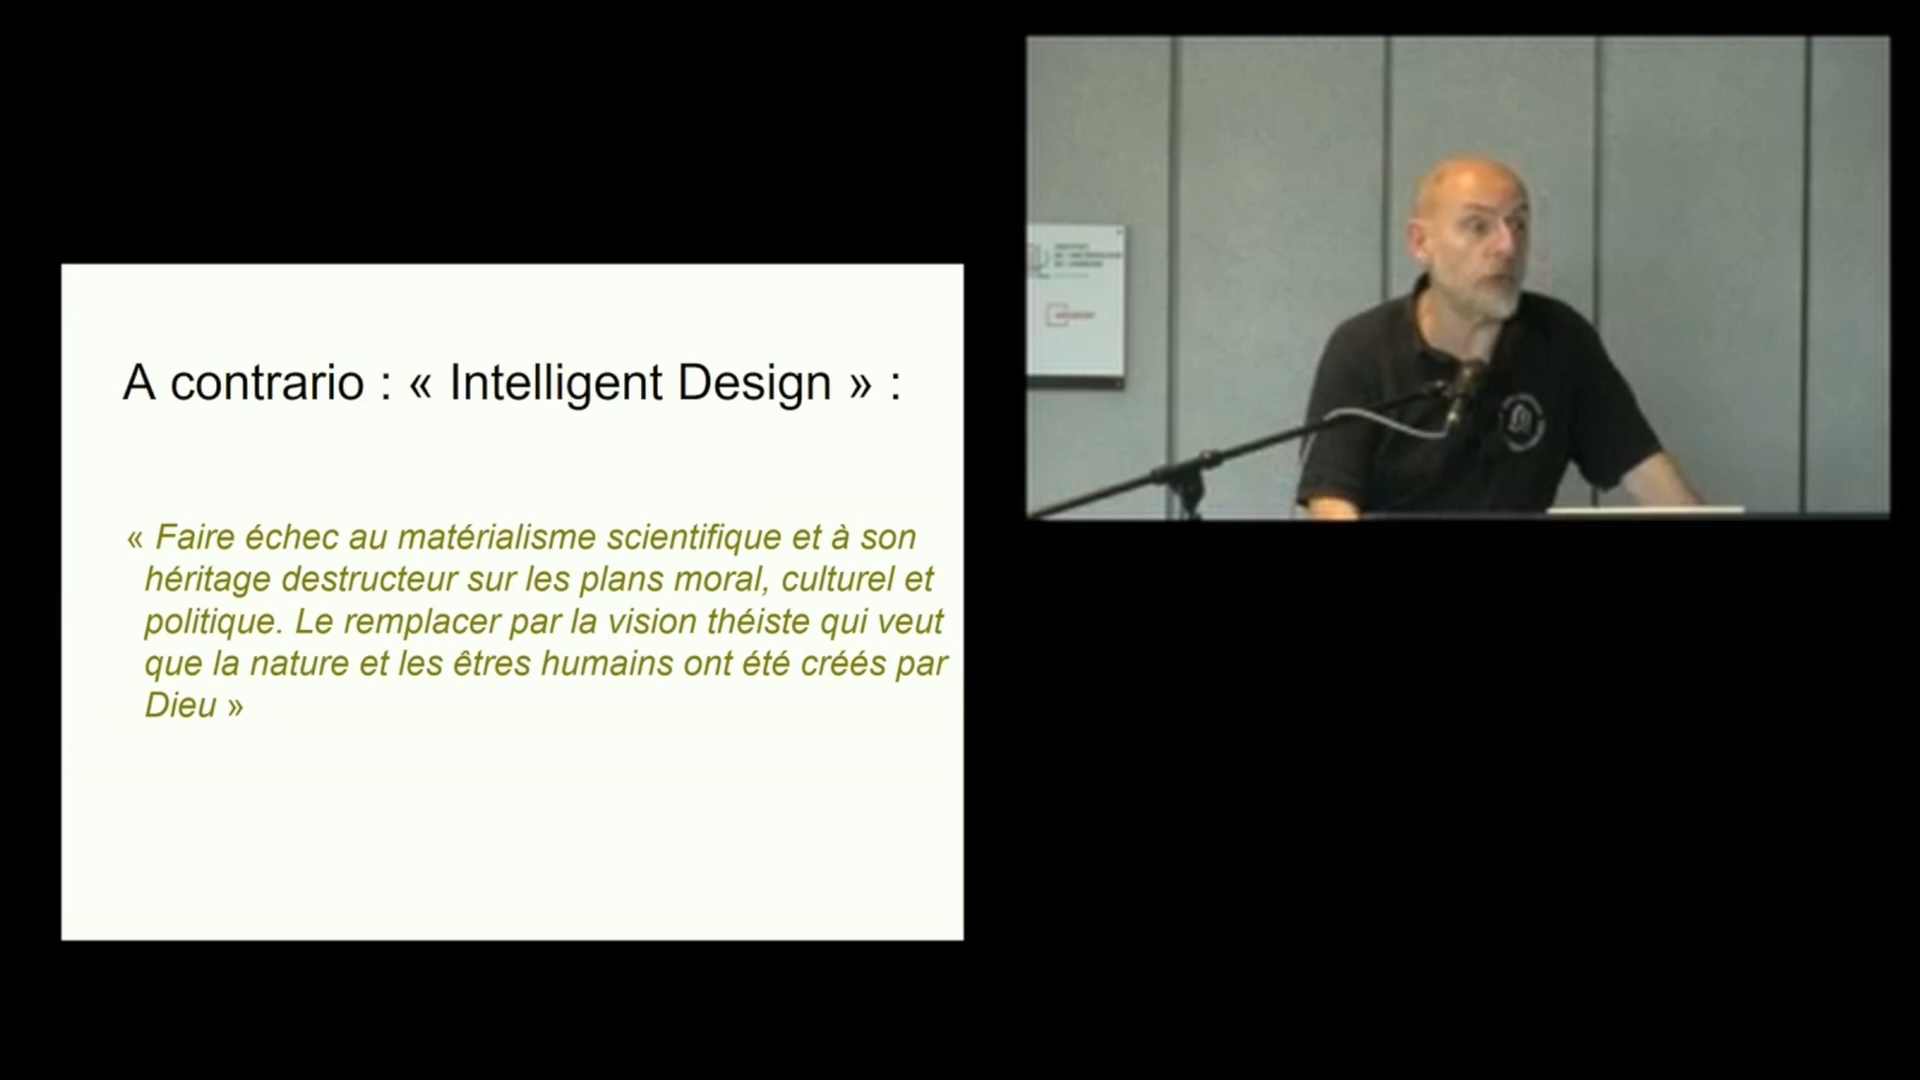 A contrario : « Intelligent Design » :
« Faire échec au matérialisme scientifique et à son
héritage destructeur sur les plans moral, culturel et
politique. Le remplacer par la vision théiste qui veut
que la nature et les êtres humains ont été créés par
Dieu »